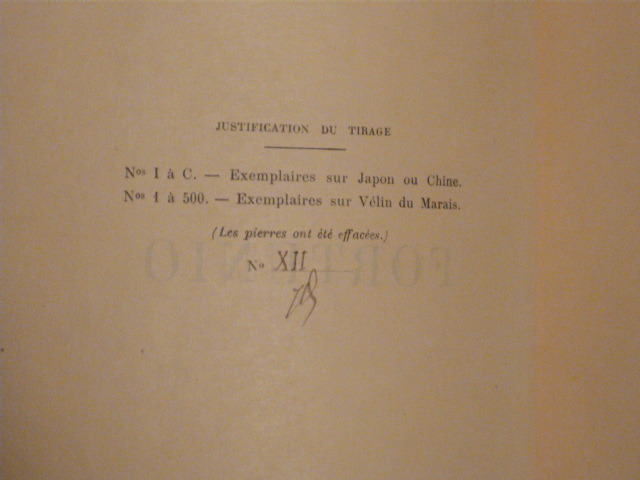 JUSTIFICATION DU TIRAGE
Nos I à C. — Exemplaires sur Japon ou Chine.
Nos 1 à 500. — Exemplaires sur Vélin du Marais.
(Les pierres ont été effacées.)
No XII
FORTUNIO